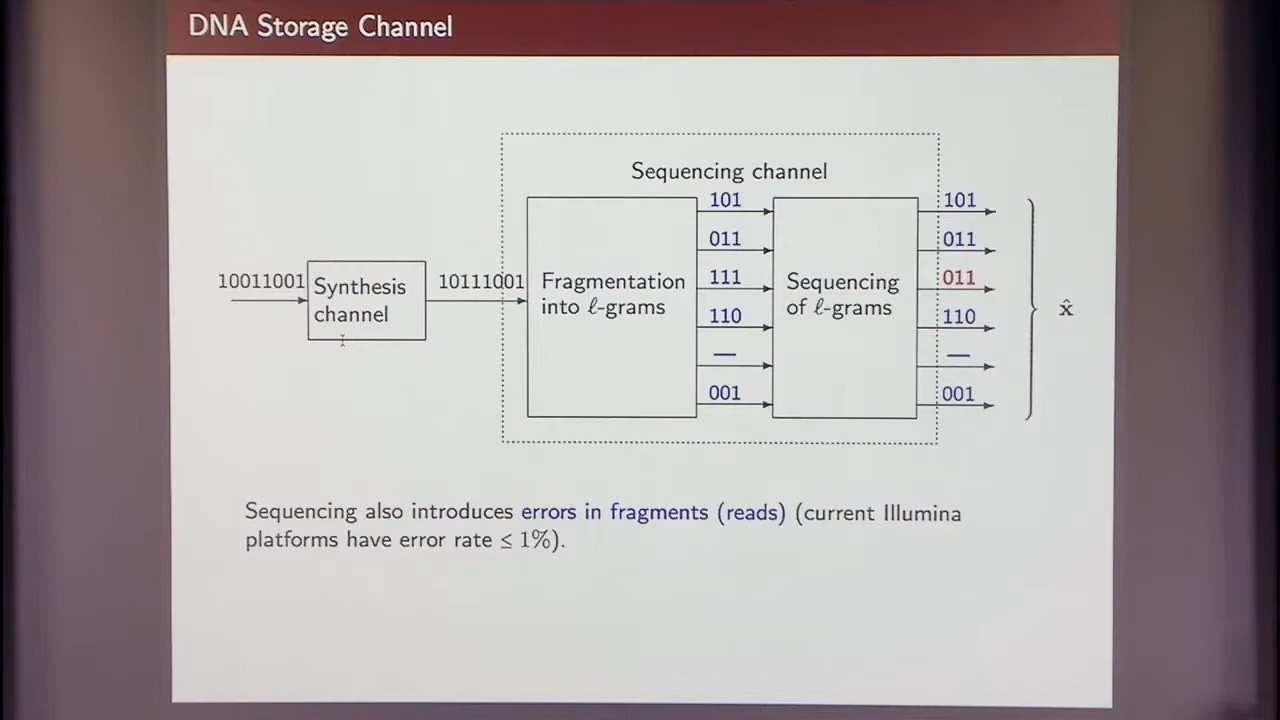 DNA Storage Channel
Sequencing channel
10011001
Synthesis
channel
10111001
Fragmentation
into ℓ-grams
101
011
111
110
—
001
Sequencing
of ℓ-grams
101
011
011
110
—
001
x̂
Sequencing also introduces errors in fragments (reads) (current Illumina
platforms have error rate ≤ 1%).